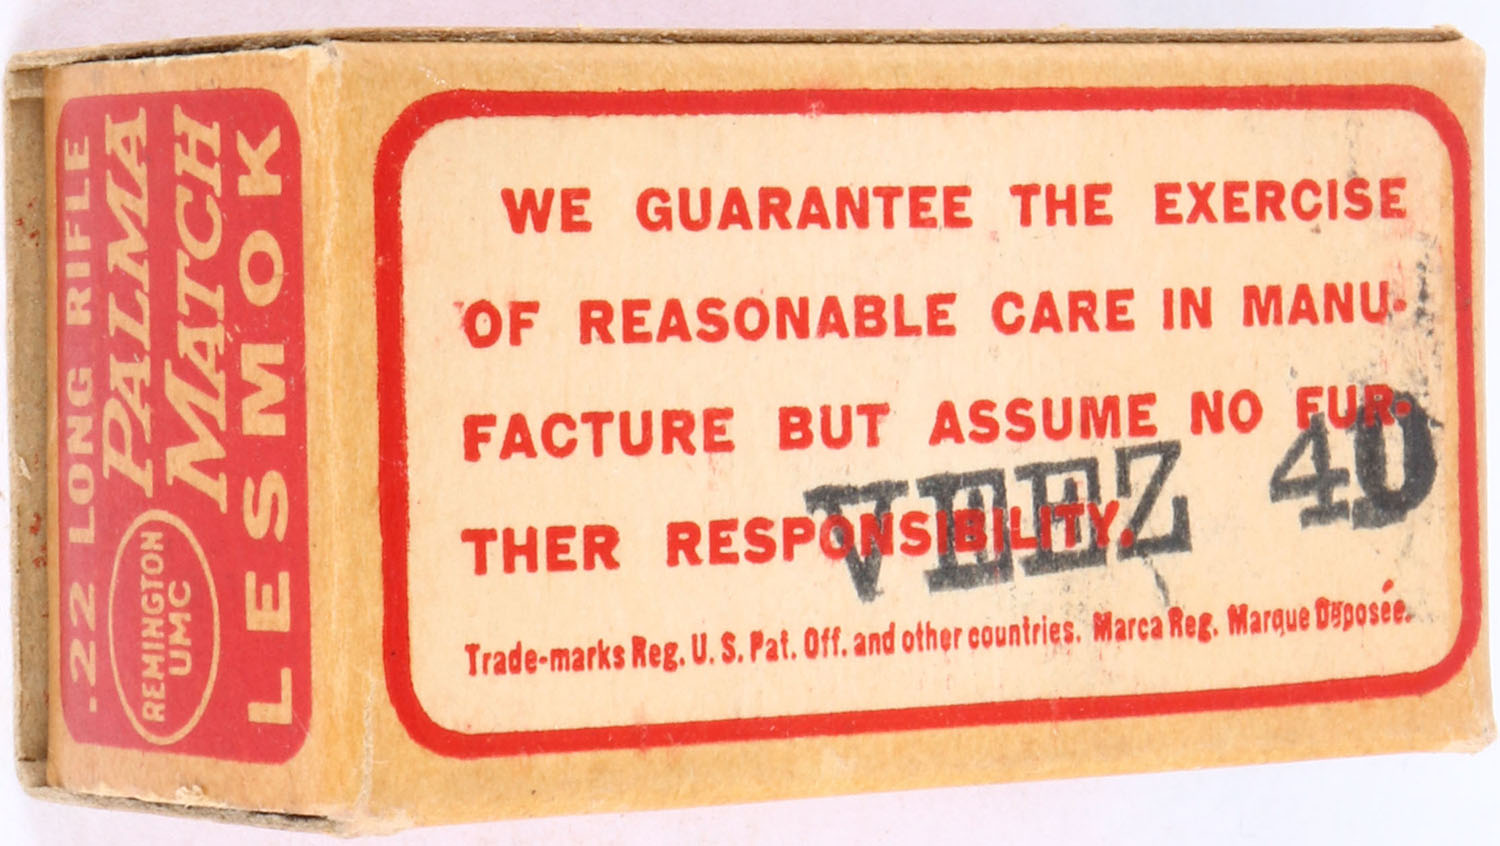 .22 LONG RIFLE
PALMA
MATCH
LESMOK
REMINGTON
UMC
WE GUARANTEE THE EXERCISE
OF REASONABLE CARE IN MANU-
FACTURE BUT ASSUME NO FUR-
THER RESPONSIBILITY.
VEEZ 40
Trade-marks Reg. U. S. Pat. Off. and other countries. Marca Reg. Marque Déposée.